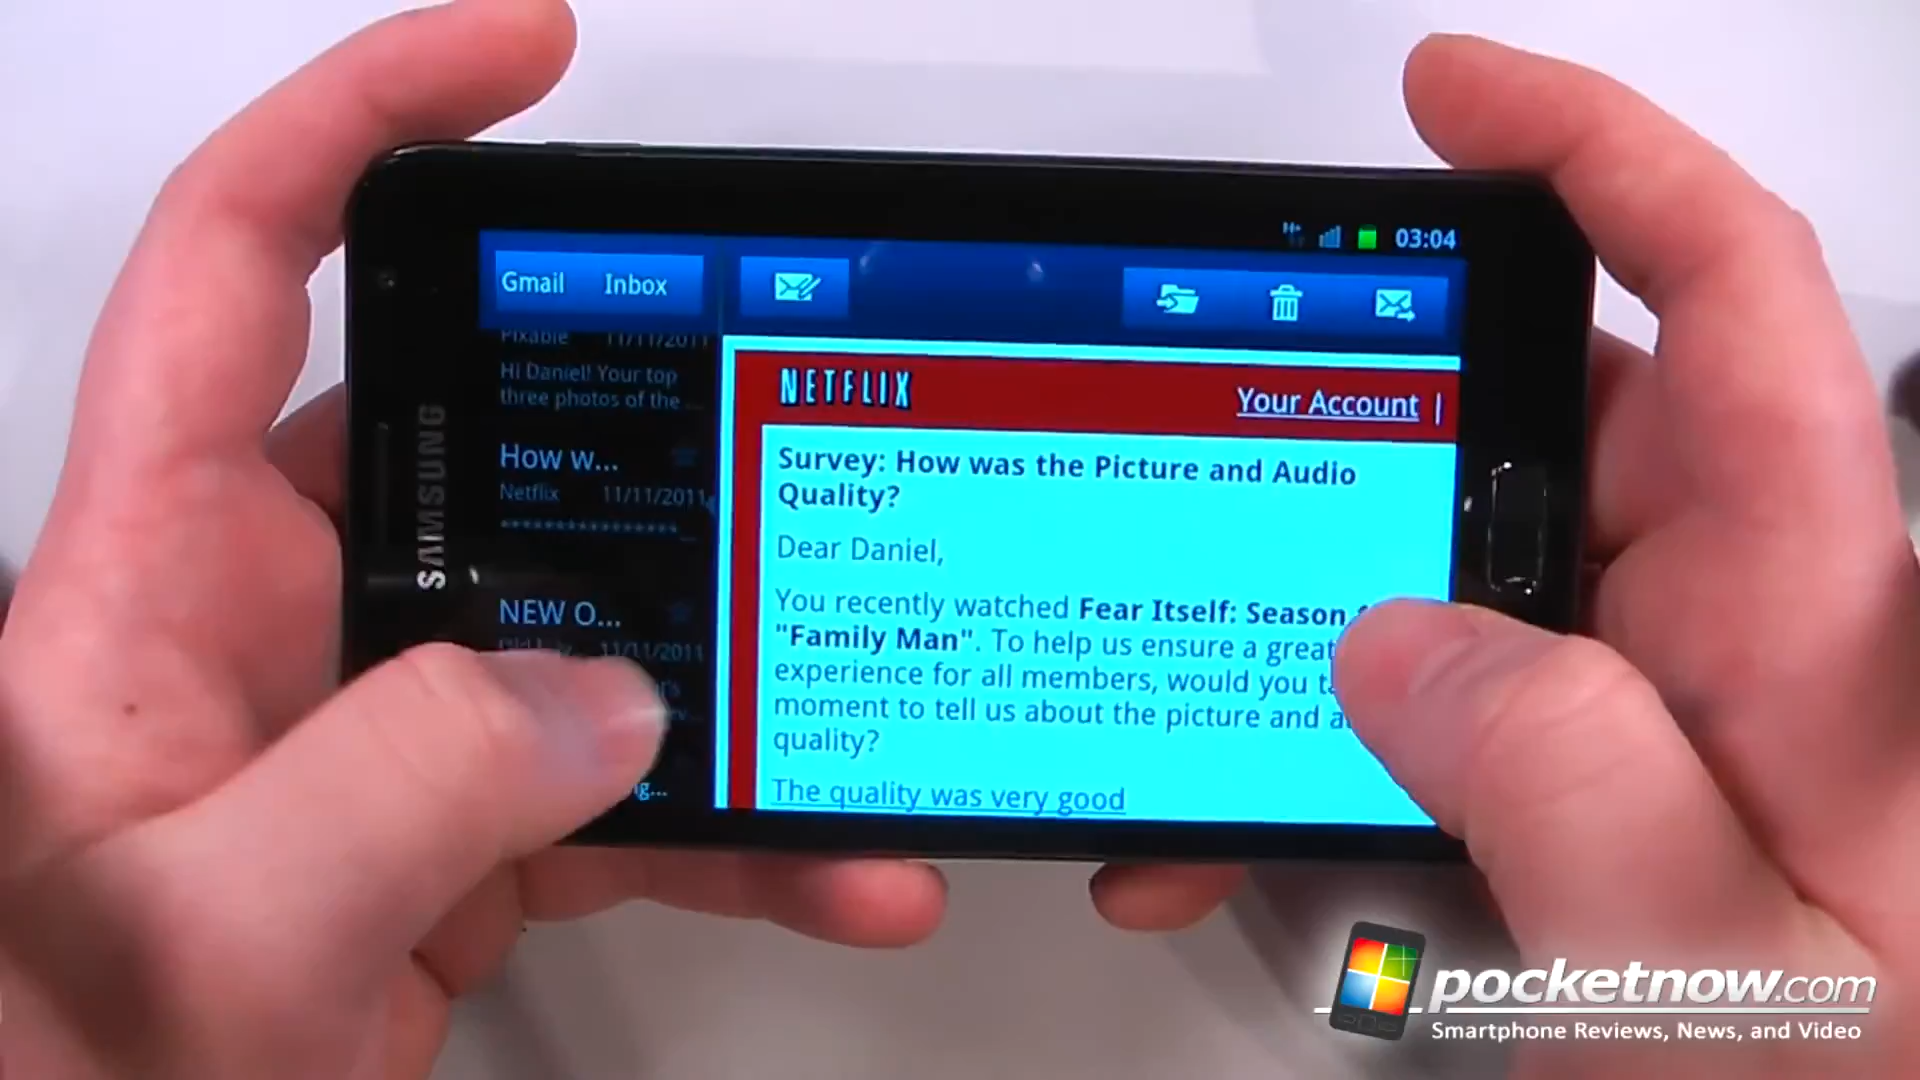 SAMSUNG
03:04
Gmail Inbox
Pixable 11/11/2011
Hi Daniel! Your top
three photos of the ...
How w...
Netflix 11/11/2011
****************...
NEW O...
11/11/2011
NETFLIX
Your Account |
Survey: How was the Picture and Audio
Quality?
Dear Daniel,
You recently watched Fear Itself: Season
"Family Man". To help us ensure a great
experience for all members, would you
moment to tell us about the picture and
quality?
The quality was very good
pocketnow.com
Smartphone Reviews, News, and Video